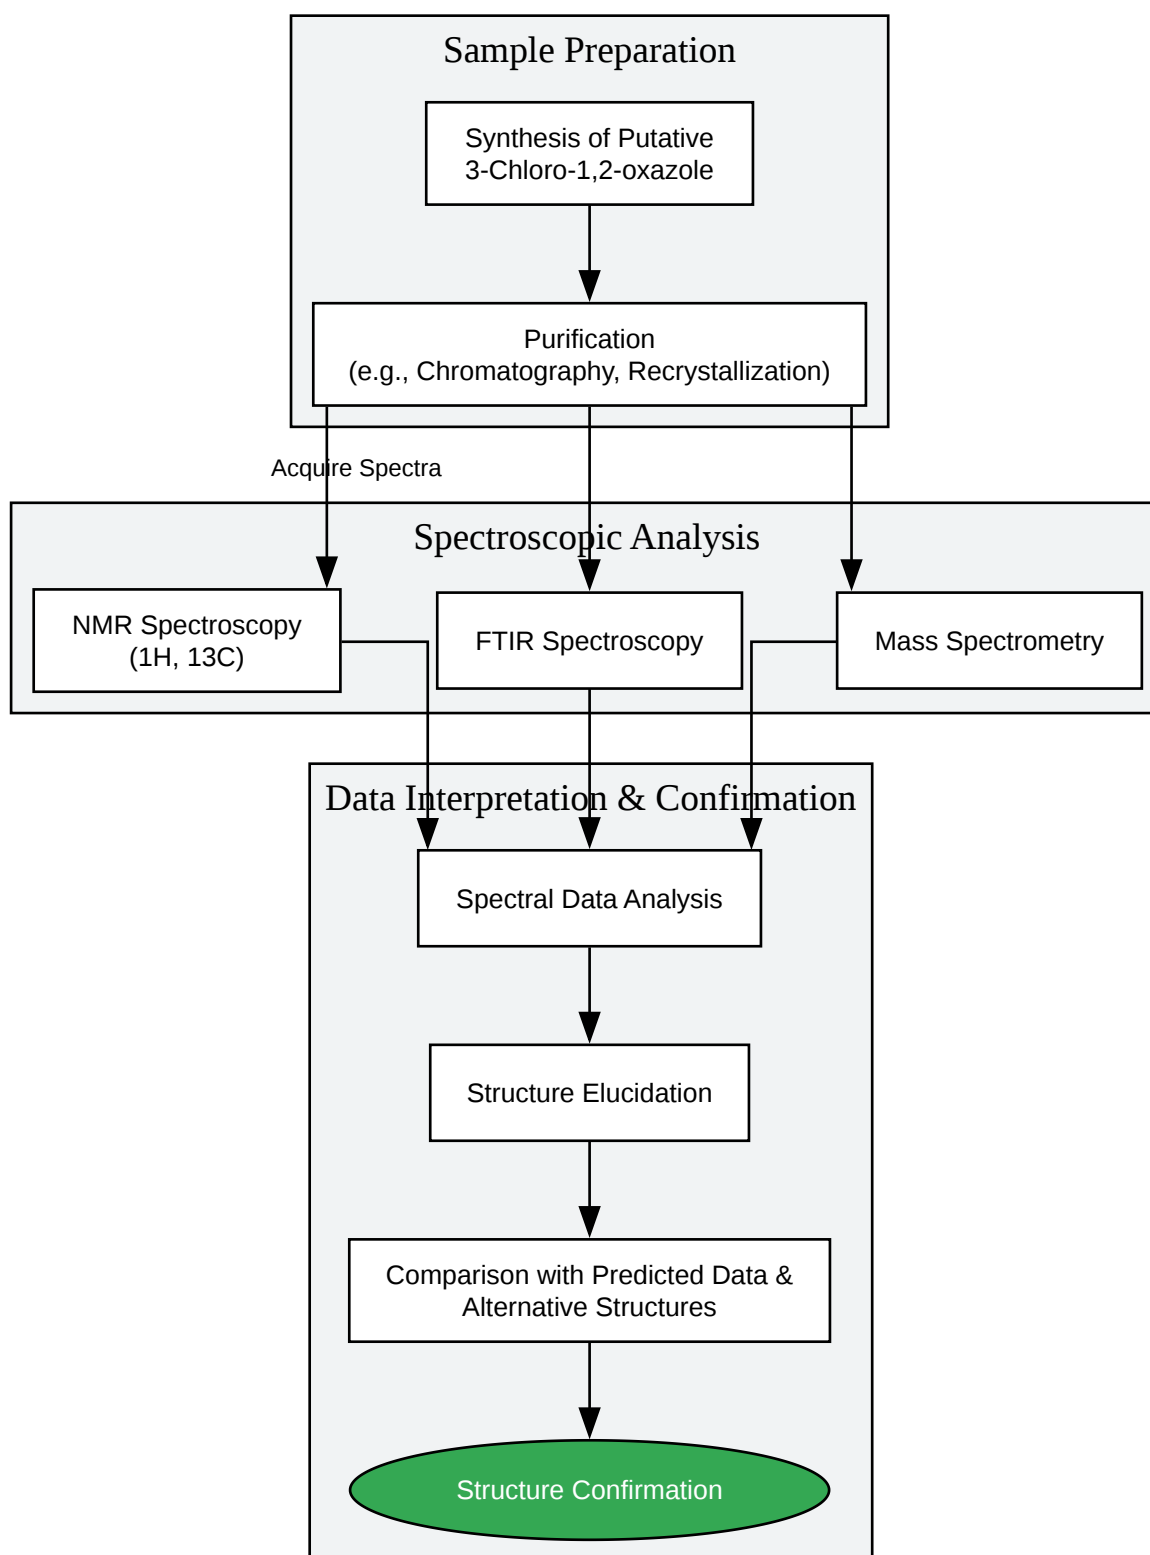 Sample Preparation
Synthesis of Putative
3-Chloro-1,2-oxazole
Purification
(e.g., Chromatography, Recrystallization)
Acquire Spectra
Spectroscopic Analysis
NMR Spectroscopy
(1H, 13C)
FTIR Spectroscopy
Mass Spectrometry
Data Interpretation & Confirmation
Spectral Data Analysis
Structure Elucidation
Comparison with Predicted Data &
Alternative Structures
Structure Confirmation